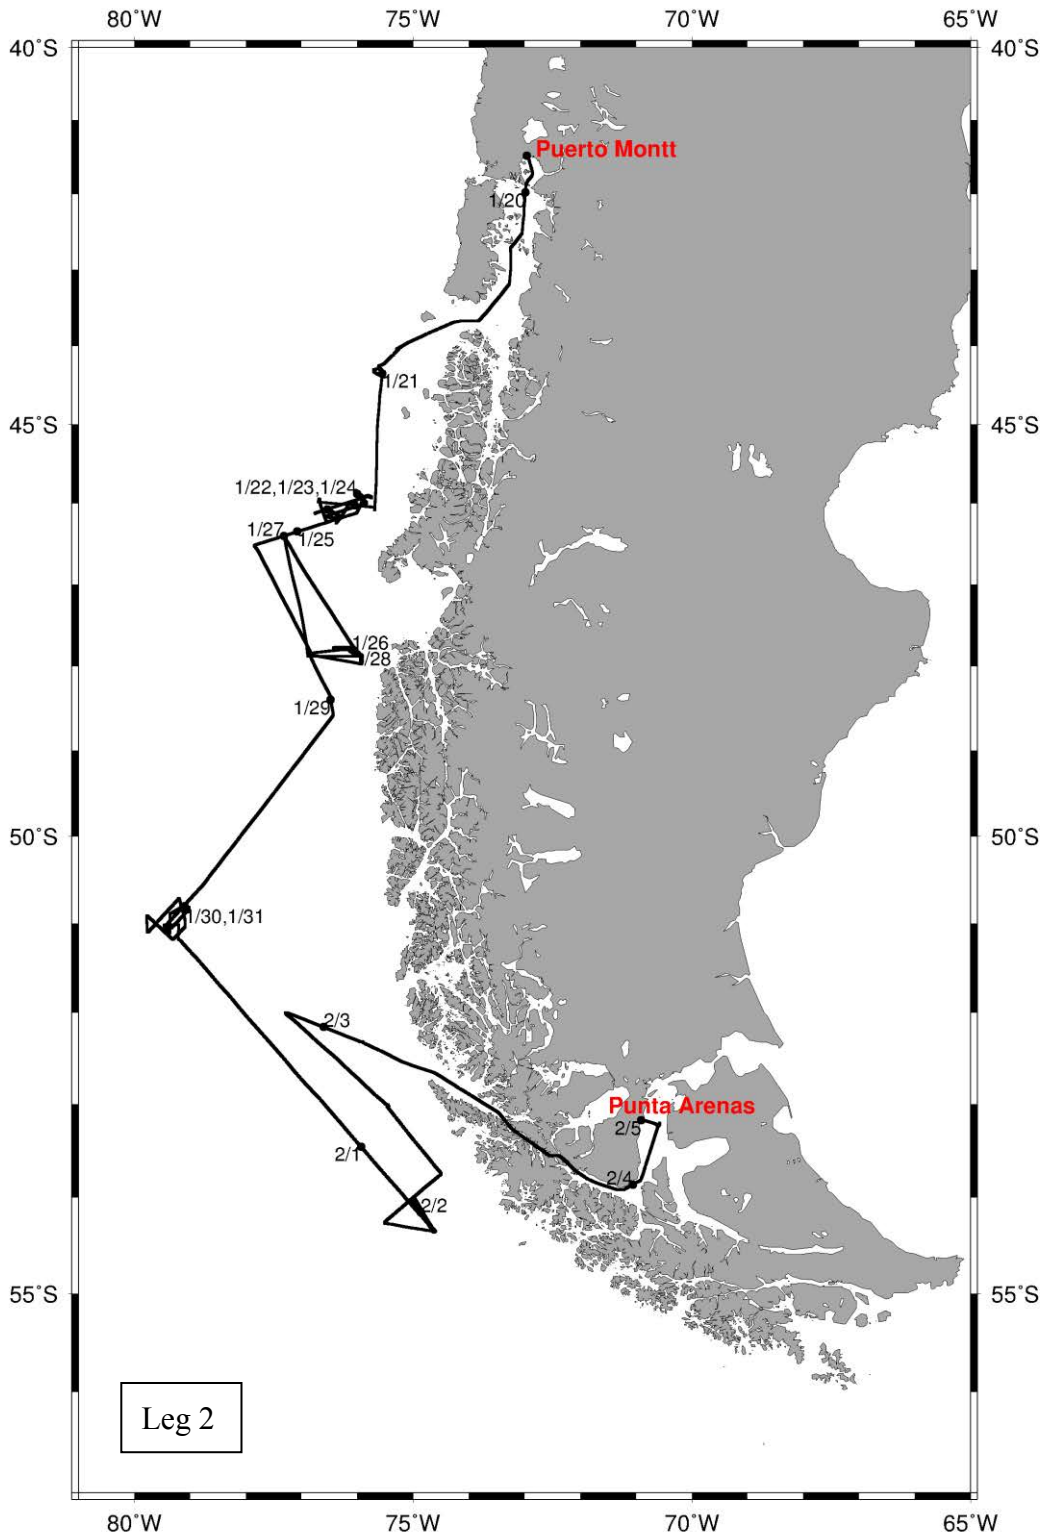 80°W 75°W 70°W 65°W
40°S 40°S
Puerto Montt
1/20
1/21
45°S 45°S
1/22,1/23,1/24
1/27
1/25
1/26
1/28
1/29
50°S 50°S
1/30,1/31
2/3
Punta Arenas
2/5
2/1
2/4
2/2
55°S 55°S
Leg 2
80°W 75°W 70°W 65°W